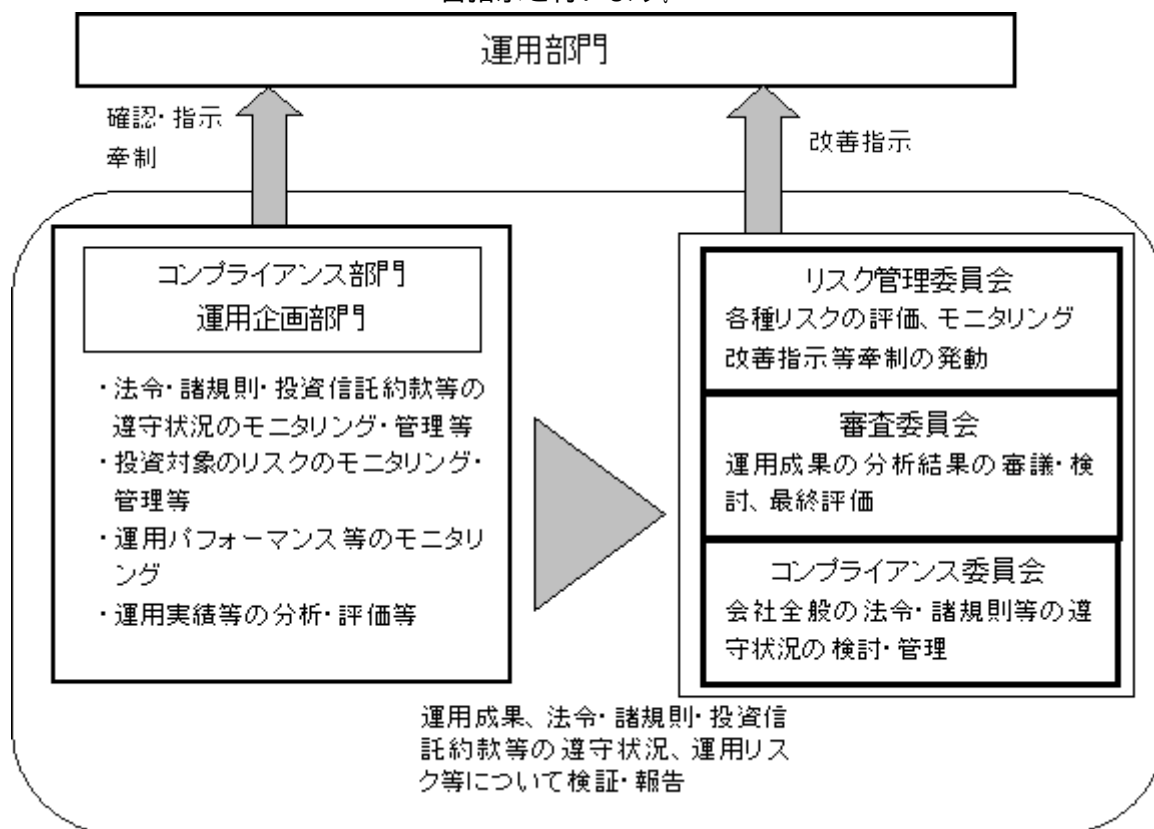 運用部門
確認・指示
牽制
改善指示
コンプライアンス部門
運用企画部門
・法令・諸規則・投資信託約款等の
遵守状況のモニタリング・管理等
・投資対象のリスクのモニタリング・
管理等
・運用パフォーマンス等のモニタリ
ング
・運用実績等の分析・評価等
リスク管理委員会
各種リスクの評価、モニタリング
改善指示等牽制の発動
審査委員会
運用成果の分析結果の審議・検
討、最終評価
コンプライアンス委員会
会社全般の法令・諸規則等の遵
守状況の検討・管理
運用成果、法令・諸規則・投資信
託約款等の遵守状況、運用リス
ク等について検証・報告